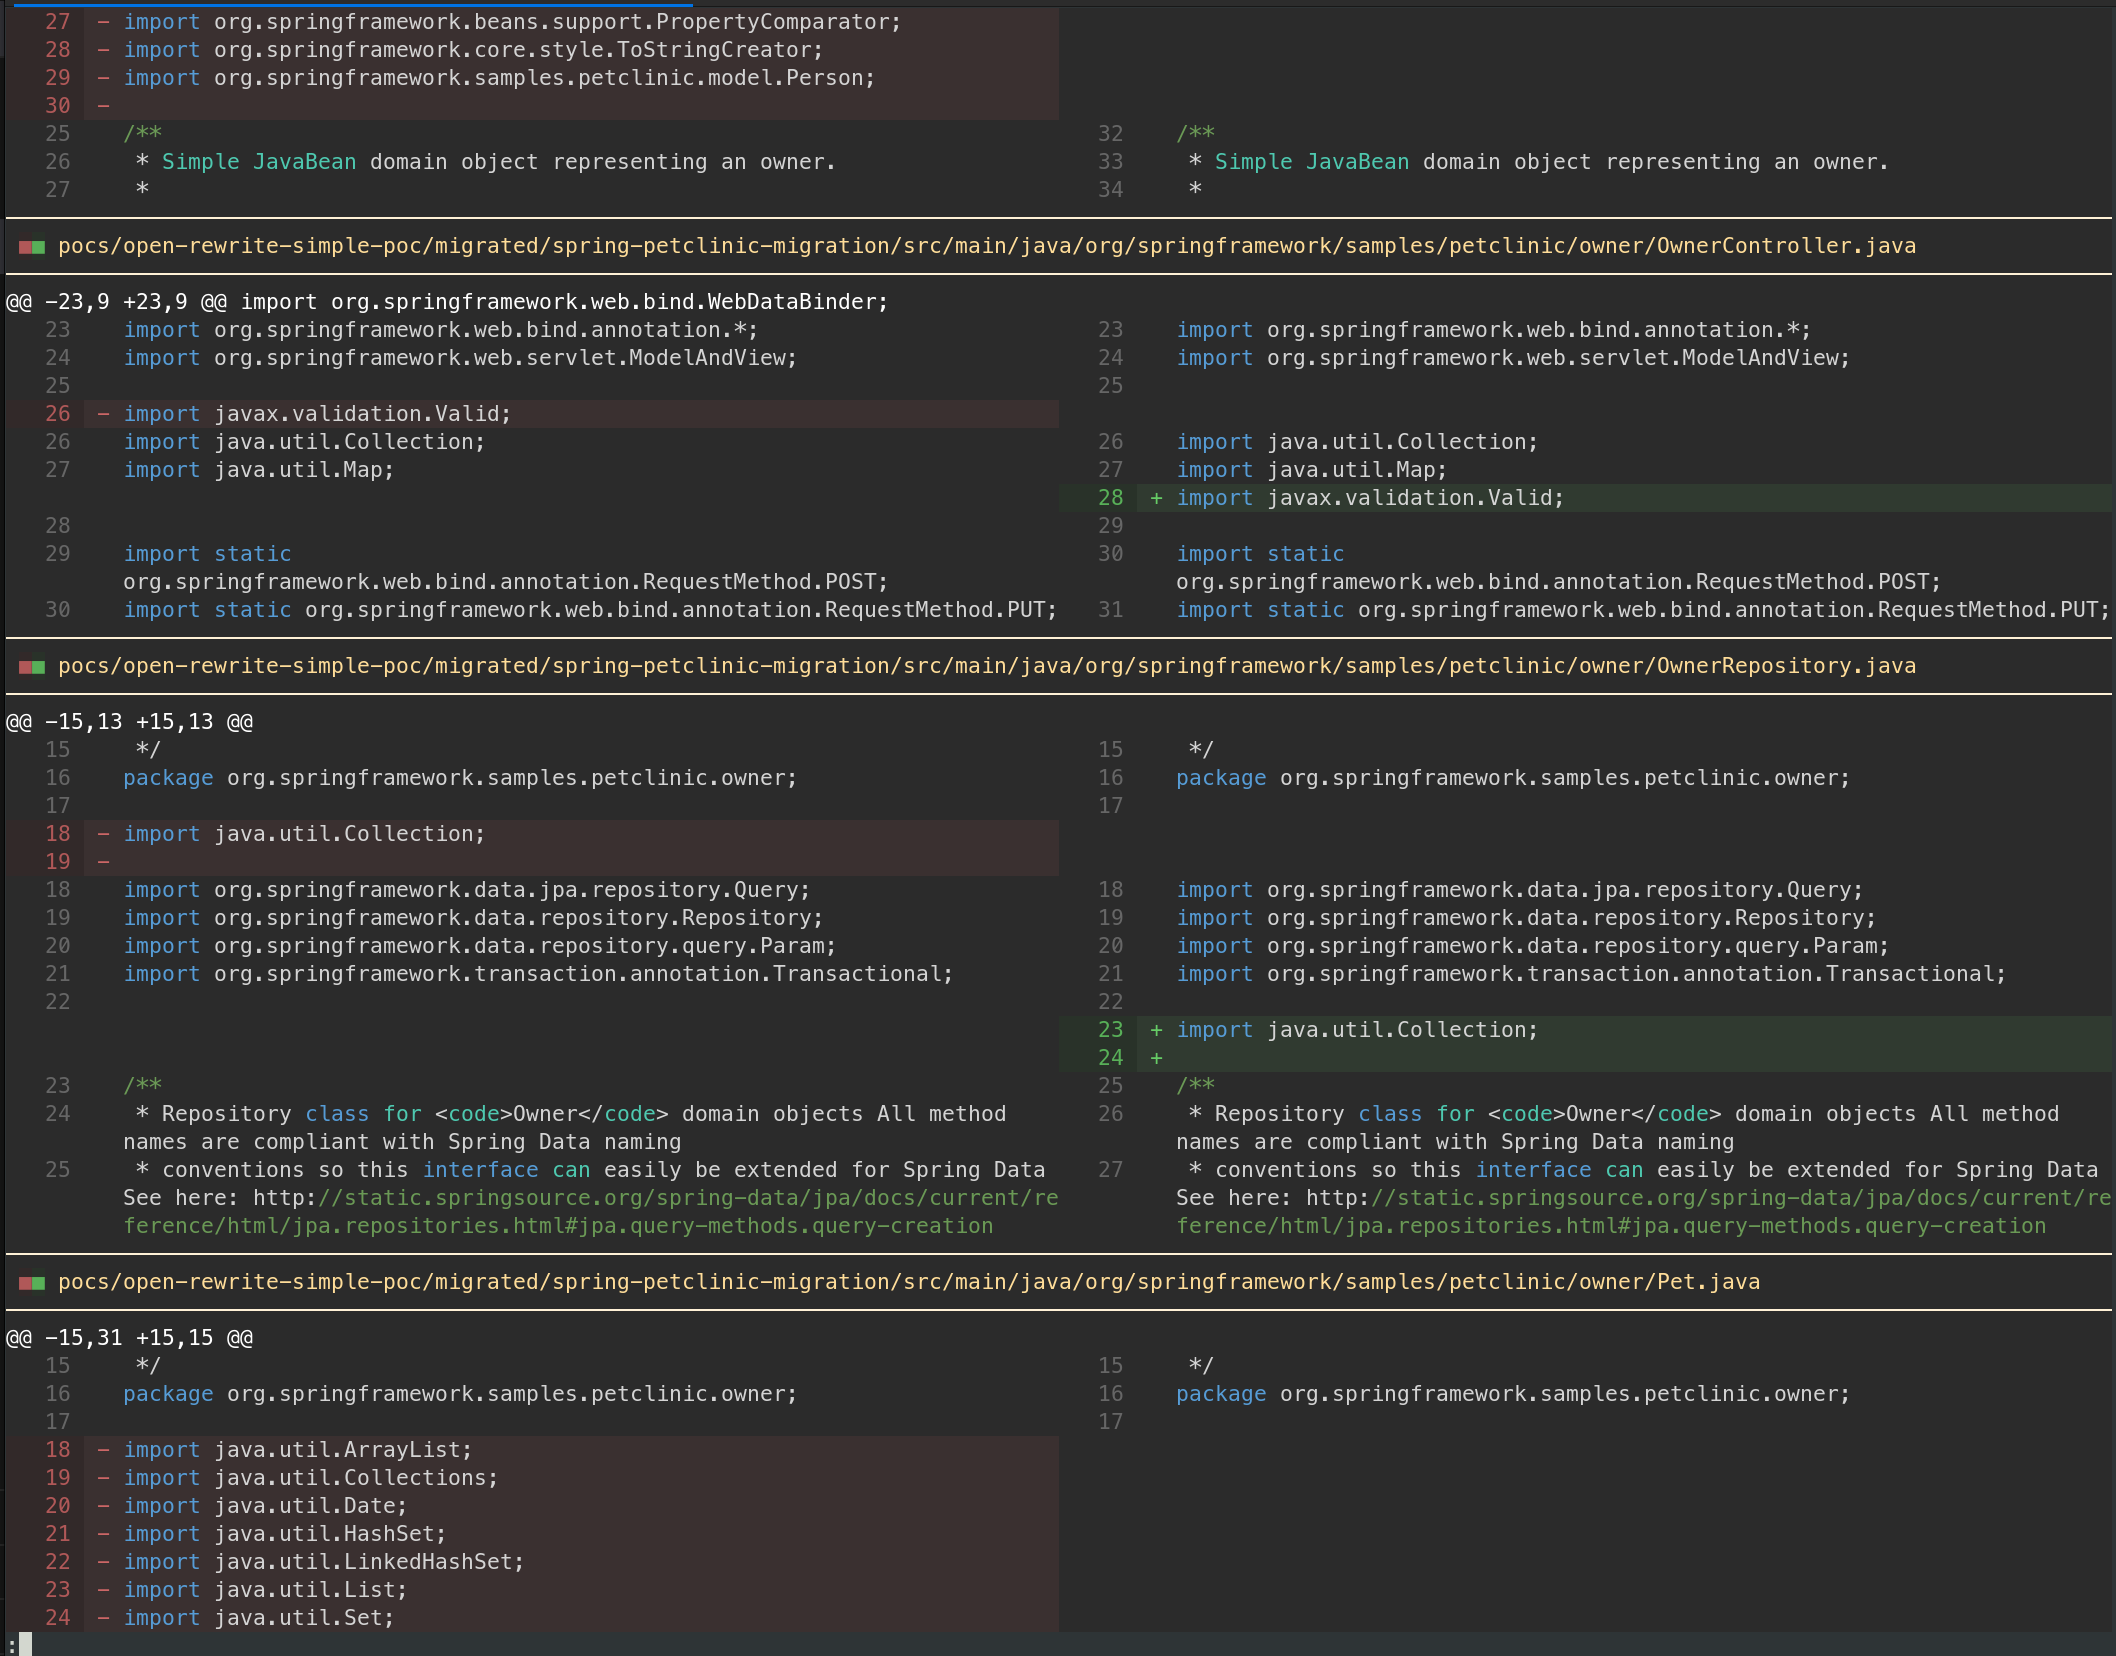 27 - import org.springframework.beans.support.PropertyComparator;
28 - import org.springframework.core.style.ToStringCreator;
29 - import org.springframework.samples.petclinic.model.Person;
30 -
25 /** 32 /**
26 * Simple JavaBean domain object representing an owner. 33 * Simple JavaBean domain object representing an owner.
27 * 34 *
pocs/open-rewrite-simple-poc/migrated/spring-petclinic-migration/src/main/java/org/springframework/samples/petclinic/owner/OwnerController.java
@@ -23,9 +23,9 @@ import org.springframework.web.bind.WebDataBinder;
23 import org.springframework.web.bind.annotation.*; 23 import org.springframework.web.bind.annotation.*;
24 import org.springframework.web.servlet.ModelAndView; 24 import org.springframework.web.servlet.ModelAndView;
25 25
26 - import javax.validation.Valid;
26 import java.util.Collection; 26 import java.util.Collection;
27 import java.util.Map; 27 import java.util.Map;
28 + import javax.validation.Valid;
28 29
29 import static 30 import static
org.springframework.web.bind.annotation.RequestMethod.POST; org.springframework.web.bind.annotation.RequestMethod.POST;
30 import static org.springframework.web.bind.annotation.RequestMethod.PUT; 31 import static org.springframework.web.bind.annotation.RequestMethod.PUT;
pocs/open-rewrite-simple-poc/migrated/spring-petclinic-migration/src/main/java/org/springframework/samples/petclinic/owner/OwnerRepository.java
@@ -15,13 +15,13 @@
15 */ 15 */
16 package org.springframework.samples.petclinic.owner; 16 package org.springframework.samples.petclinic.owner;
17 17
18 - import java.util.Collection;
19 -
18 import org.springframework.data.jpa.repository.Query; 18 import org.springframework.data.jpa.repository.Query;
19 import org.springframework.data.repository.Repository; 19 import org.springframework.data.repository.Repository;
20 import org.springframework.data.repository.query.Param; 20 import org.springframework.data.repository.query.Param;
21 import org.springframework.transaction.annotation.Transactional; 21 import org.springframework.transaction.annotation.Transactional;
22 22
23 + import java.util.Collection;
24 +
23 /** 25 /**
24 * Repository class for <code>Owner</code> domain objects All method 26 * Repository class for <code>Owner</code> domain objects All method
names are compliant with Spring Data naming names are compliant with Spring Data naming
25 * conventions so this interface can easily be extended for Spring Data 27 * conventions so this interface can easily be extended for Spring Data
See here: http://static.springsource.org/spring-data/jpa/docs/current/re See here: http://static.springsource.org/spring-data/jpa/docs/current/re
ference/html/jpa.repositories.html#jpa.query-methods.query-creation ference/html/jpa.repositories.html#jpa.query-methods.query-creation
pocs/open-rewrite-simple-poc/migrated/spring-petclinic-migration/src/main/java/org/springframework/samples/petclinic/owner/Pet.java
@@ -15,31 +15,15 @@
15 */ 15 */
16 package org.springframework.samples.petclinic.owner; 16 package org.springframework.samples.petclinic.owner;
17 17
18 - import java.util.ArrayList;
19 - import java.util.Collections;
20 - import java.util.Date;
21 - import java.util.HashSet;
22 - import java.util.LinkedHashSet;
23 - import java.util.List;
24 - import java.util.Set;
: